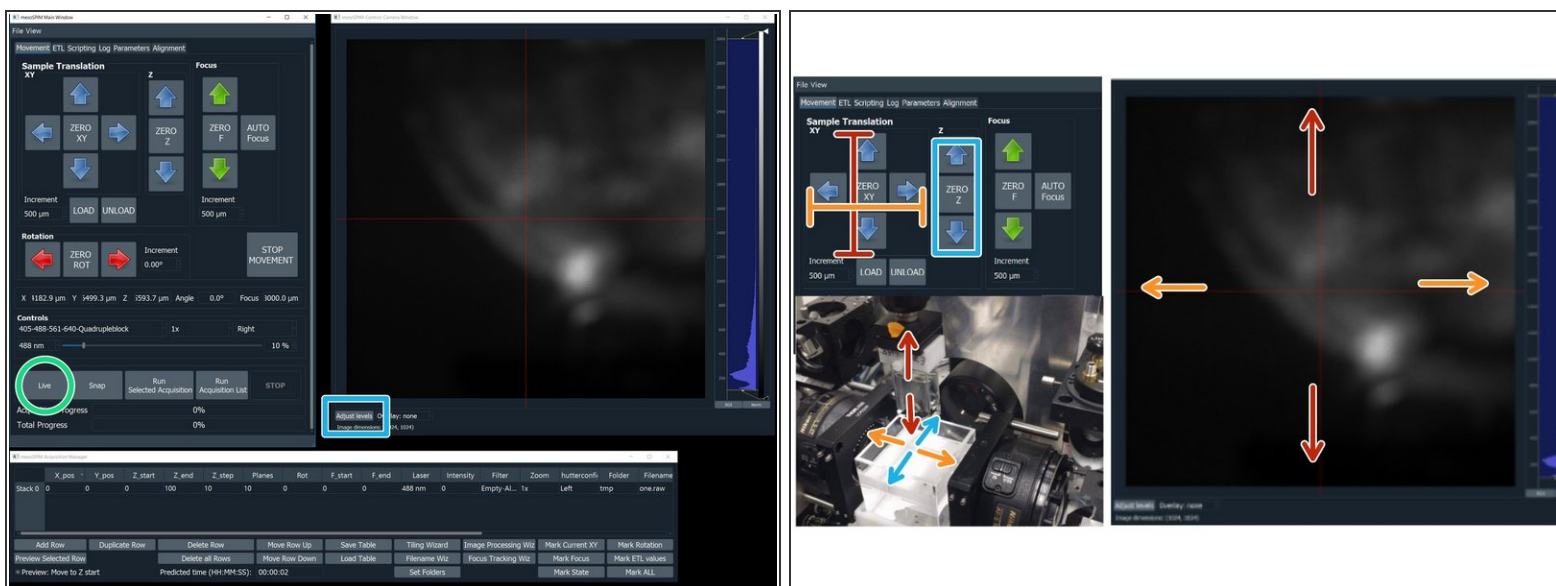 mesoSPIM Main Window
File View
Movement ETL Scripting Log Parameters Alignment
Sample Translation
XY
Z
Focus
ZERO XY
ZERO Z
ZERO F
AUTO Focus
Increment
500 µm
LOAD
UNLOAD
Increment
500 µm
Rotation
ZERO ROT
Increment
0.00°
STOP MOVEMENT
X
Y
Z
Angle 0.0°
Focus
Controls
405-488-561-640-Quadrupleblock
1x
Right
488 nm
10 %
Live
Snap
Run Selected Acquisition
Run Acquisition List
STOP
0%
Total Progress
0%
mesoSPIM Control Camera Window
Adjust levels
Overlay: none
Image dimensions:
mesoSPIM Acquisition Manager
X_pos Y_pos Z_start Z_end Z_step Planes Rot F_start F_end Laser Intensity Filter Zoom hutterconfi Folder Filename
Stack 0 0 0 0 100 10 10 0 0 0 488 nm 0 Empty-Al... 1x Left tmp one.raw
Add Row Duplicate Row Delete Row Move Row Up Save Table Tiling Wizard Image Processing Wiz Mark Current XY Mark Rotation
Preview Selected Row Delete all Rows Move Row Down Load Table Filename Wiz Focus Tracking Wiz Mark Focus Mark ETL values
Preview: Move to Z start Predicted time (HH:MM:SS): 00:00:02 Set Folders Mark State Mark ALL
File View
Movement ETL Scripting Log Parameters Alignment
Sample Translation
XY
Z
Focus
ZERO XY
ZERO Z
ZERO F
AUTO Focus
Increment
500 µm
LOAD
UNLOAD
Increment
500 µm
Adjust levels Overlay: none
Image dimensions: (1024, 1024)